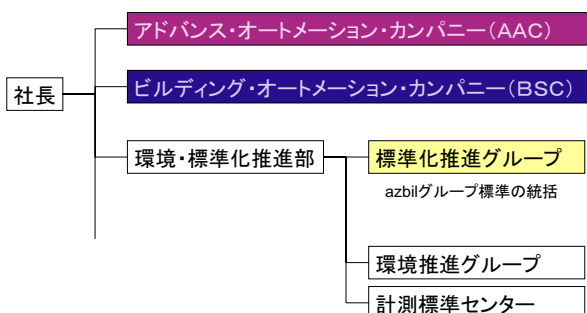 アドバンス・オートメーション・カンパニー(AAC)
社長
ビルディング・オートメーション・カンパニー(BSC)
環境・標準化推進部
標準化推進グループ
azbilグループ標準の統括
環境推進グループ
計測標準センター